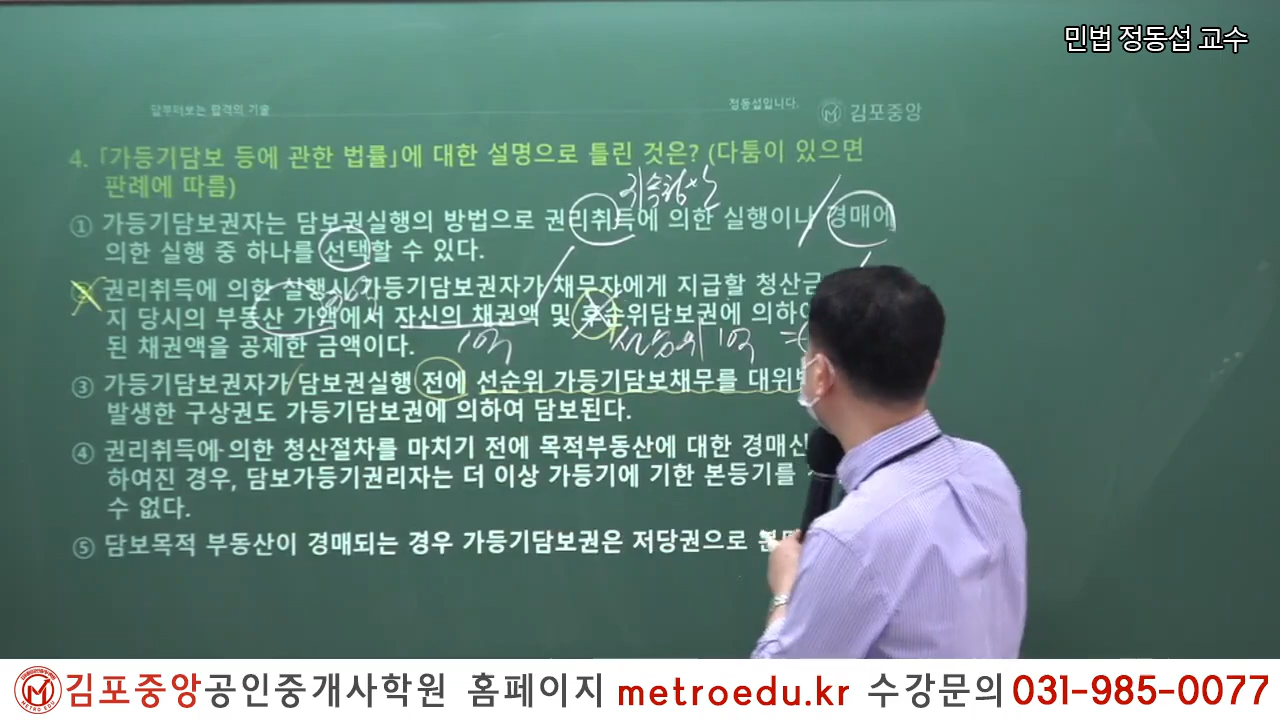 민법 정동섭 교수
답부터보는 합격의 기술
정동섭입니다.
김포중앙
4. 「가등기담보 등에 관한 법률」에 대한 설명으로 틀린 것은? (다툼이 있으면
판례에 따름)
① 가등기담보권자는 담보권실행의 방법으로 권리취득에 의한 실행이나 경매에
의한 실행 중 하나를 선택할 수 있다.
② 권리취득에 의한 실행시 가등기담보권자가 채무자에게 지급할 청산금
지 당시의 부동산 가액에서 자신의 채권액 및 후순위담보권에 의하여
된 채권액을 공제한 금액이다.
1억
선순위 1억
③ 가등기담보권자가 담보권실행 전에 선순위 가등기담보채무를 대위변
발생한 구상권도 가등기담보권에 의하여 담보된다.
④ 권리취득에 의한 청산절차를 마치기 전에 목적부동산에 대한 경매신
하여진 경우, 담보가등기권리자는 더 이상 가등기에 기한 본등기를
수 없다.
⑤ 담보목적 부동산이 경매되는 경우 가등기담보권은 저당권으로 본
METRO EDU
김포중앙공인중개사학원 홈페이지 metroedu.kr 수강문의 031-985-0077